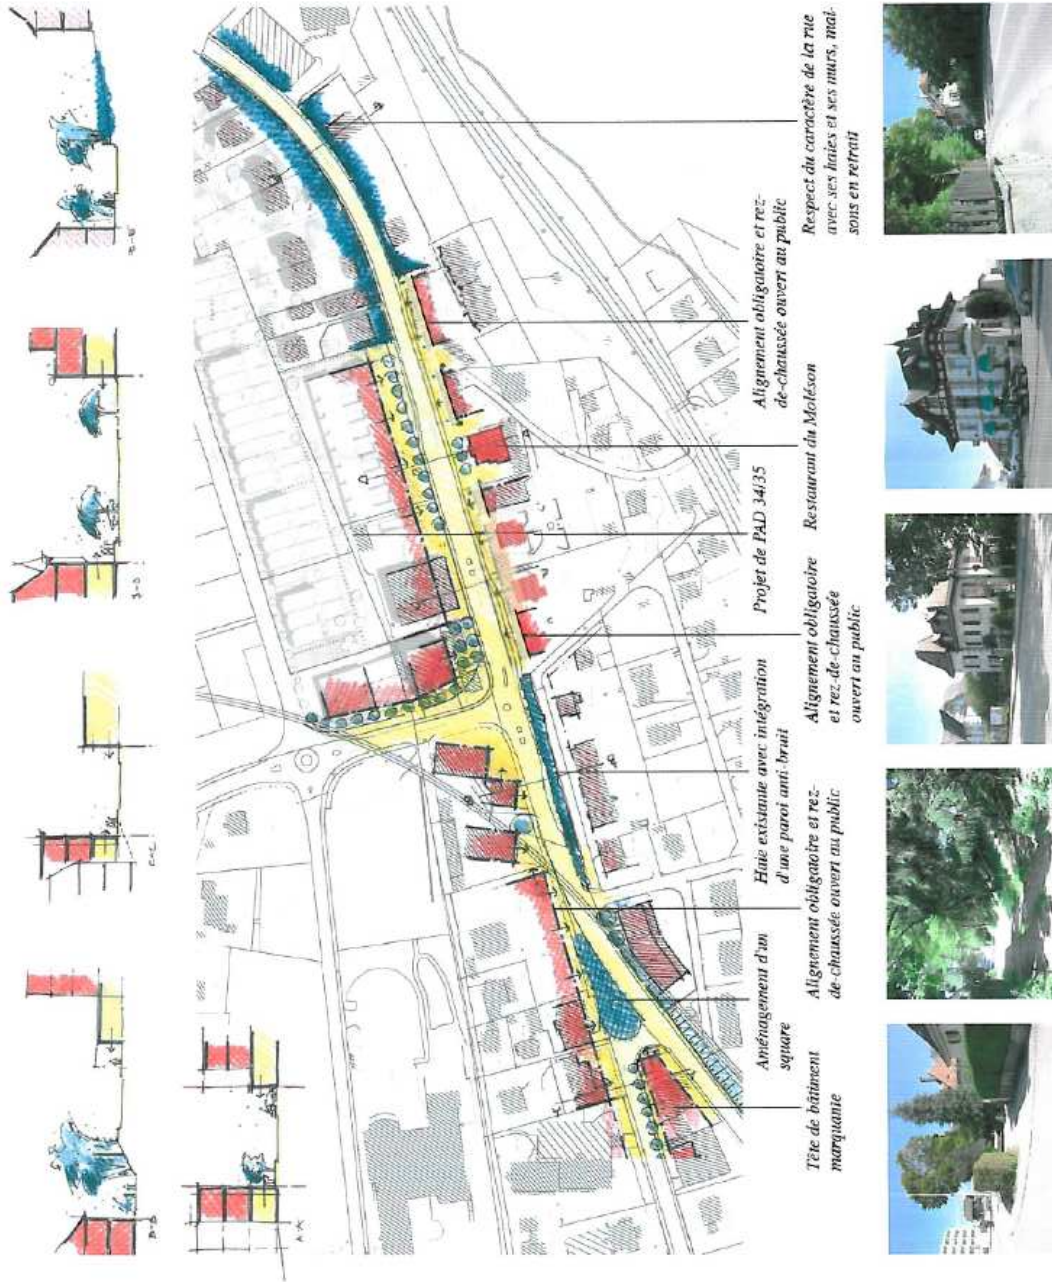 B-B
C-C
D-D
A-A
Aménagement d'un
square
Haie existante avec intégration
d'une paroi anti-bruit
Projet de PAD 34/35
Alignement obligatoire et rez-
de-chaussée ouvert au public
Tête de bâtiment
marquante
Alignement obligatoire et rez-
de-chaussée ouvert au public
Alignement obligatoire
et rez-de-chaussée
ouvert au public
Restaurant du Moléson
Respect du caractère de la rue
avec ses haies et ses murs, mai-
sons en retrait